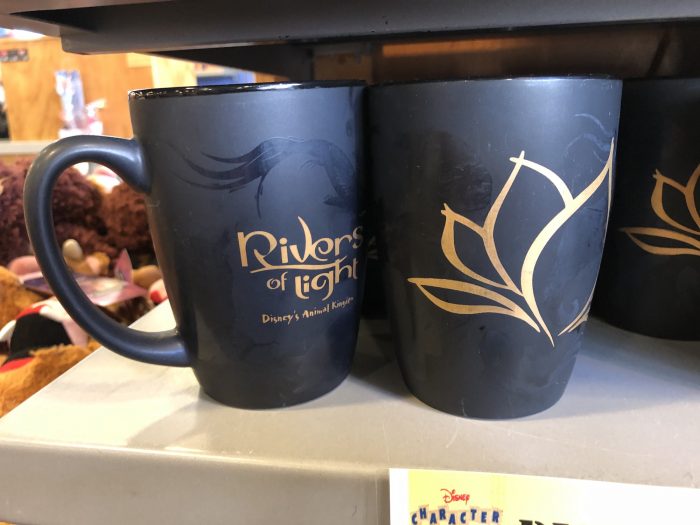 Rivers
of light
Disney's Animal Kingdom
Disney
CHARACTER